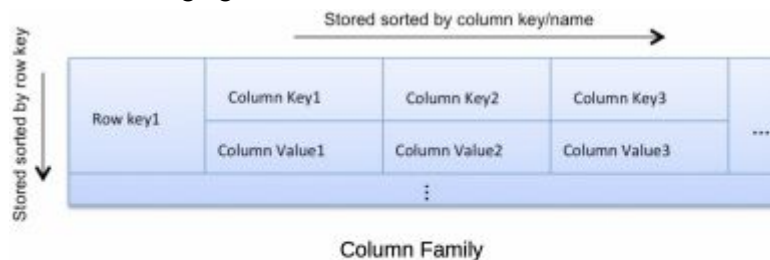 Stored sorted by column key/name
Stored sorted by row key
Row key1
Column Key1
Column Key2
Column Key3
...
Column Value1
Column Value2
Column Value3
⋮
Column Family